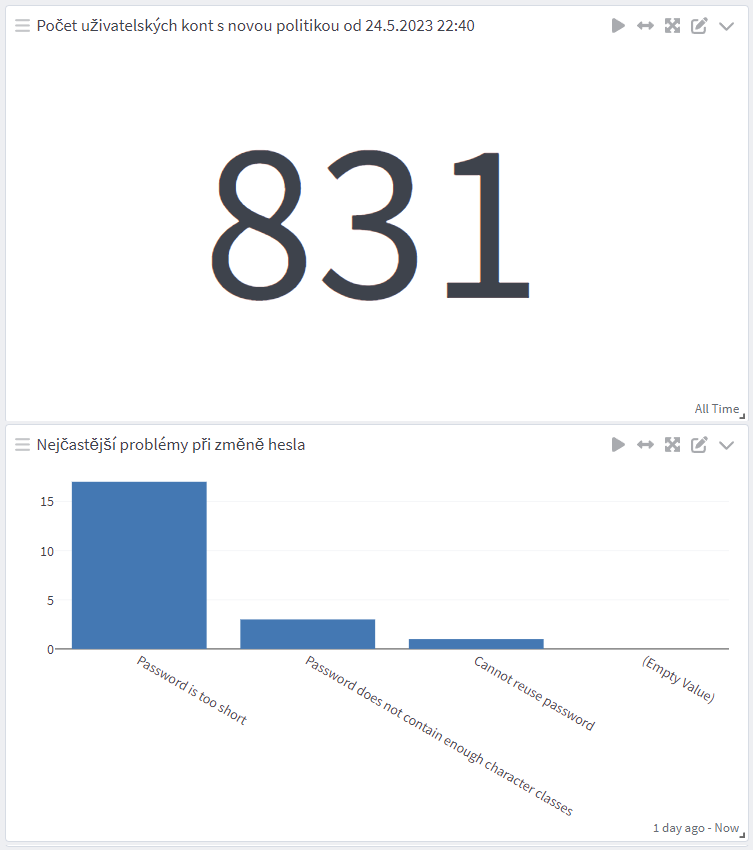 Počet uživatelských kont s novou politikou od 24.5.2023 22:40
831
All Time
Nejčastější problémy při změně hesla
15
10
5
0
Password is too short
Password does not contain enough character classes
Cannot reuse password
(Empty Value)
1 day ago - Now